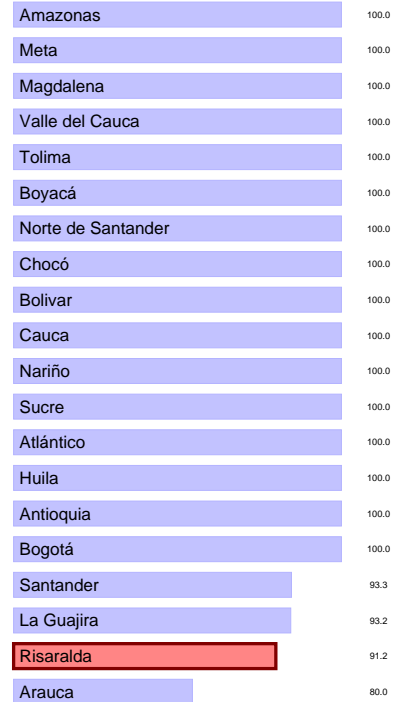 Amazonas 100.0
Meta 100.0
Magdalena 100.0
Valle del Cauca 100.0
Tolima 100.0
Boyacá 100.0
Norte de Santander 100.0
Chocó 100.0
Bolivar 100.0
Cauca 100.0
Nariño 100.0
Sucre 100.0
Atlántico 100.0
Huila 100.0
Antioquia 100.0
Bogotá 100.0
Santander 93.3
La Guajira 93.2
Risaralda 91.2
Arauca 80.0